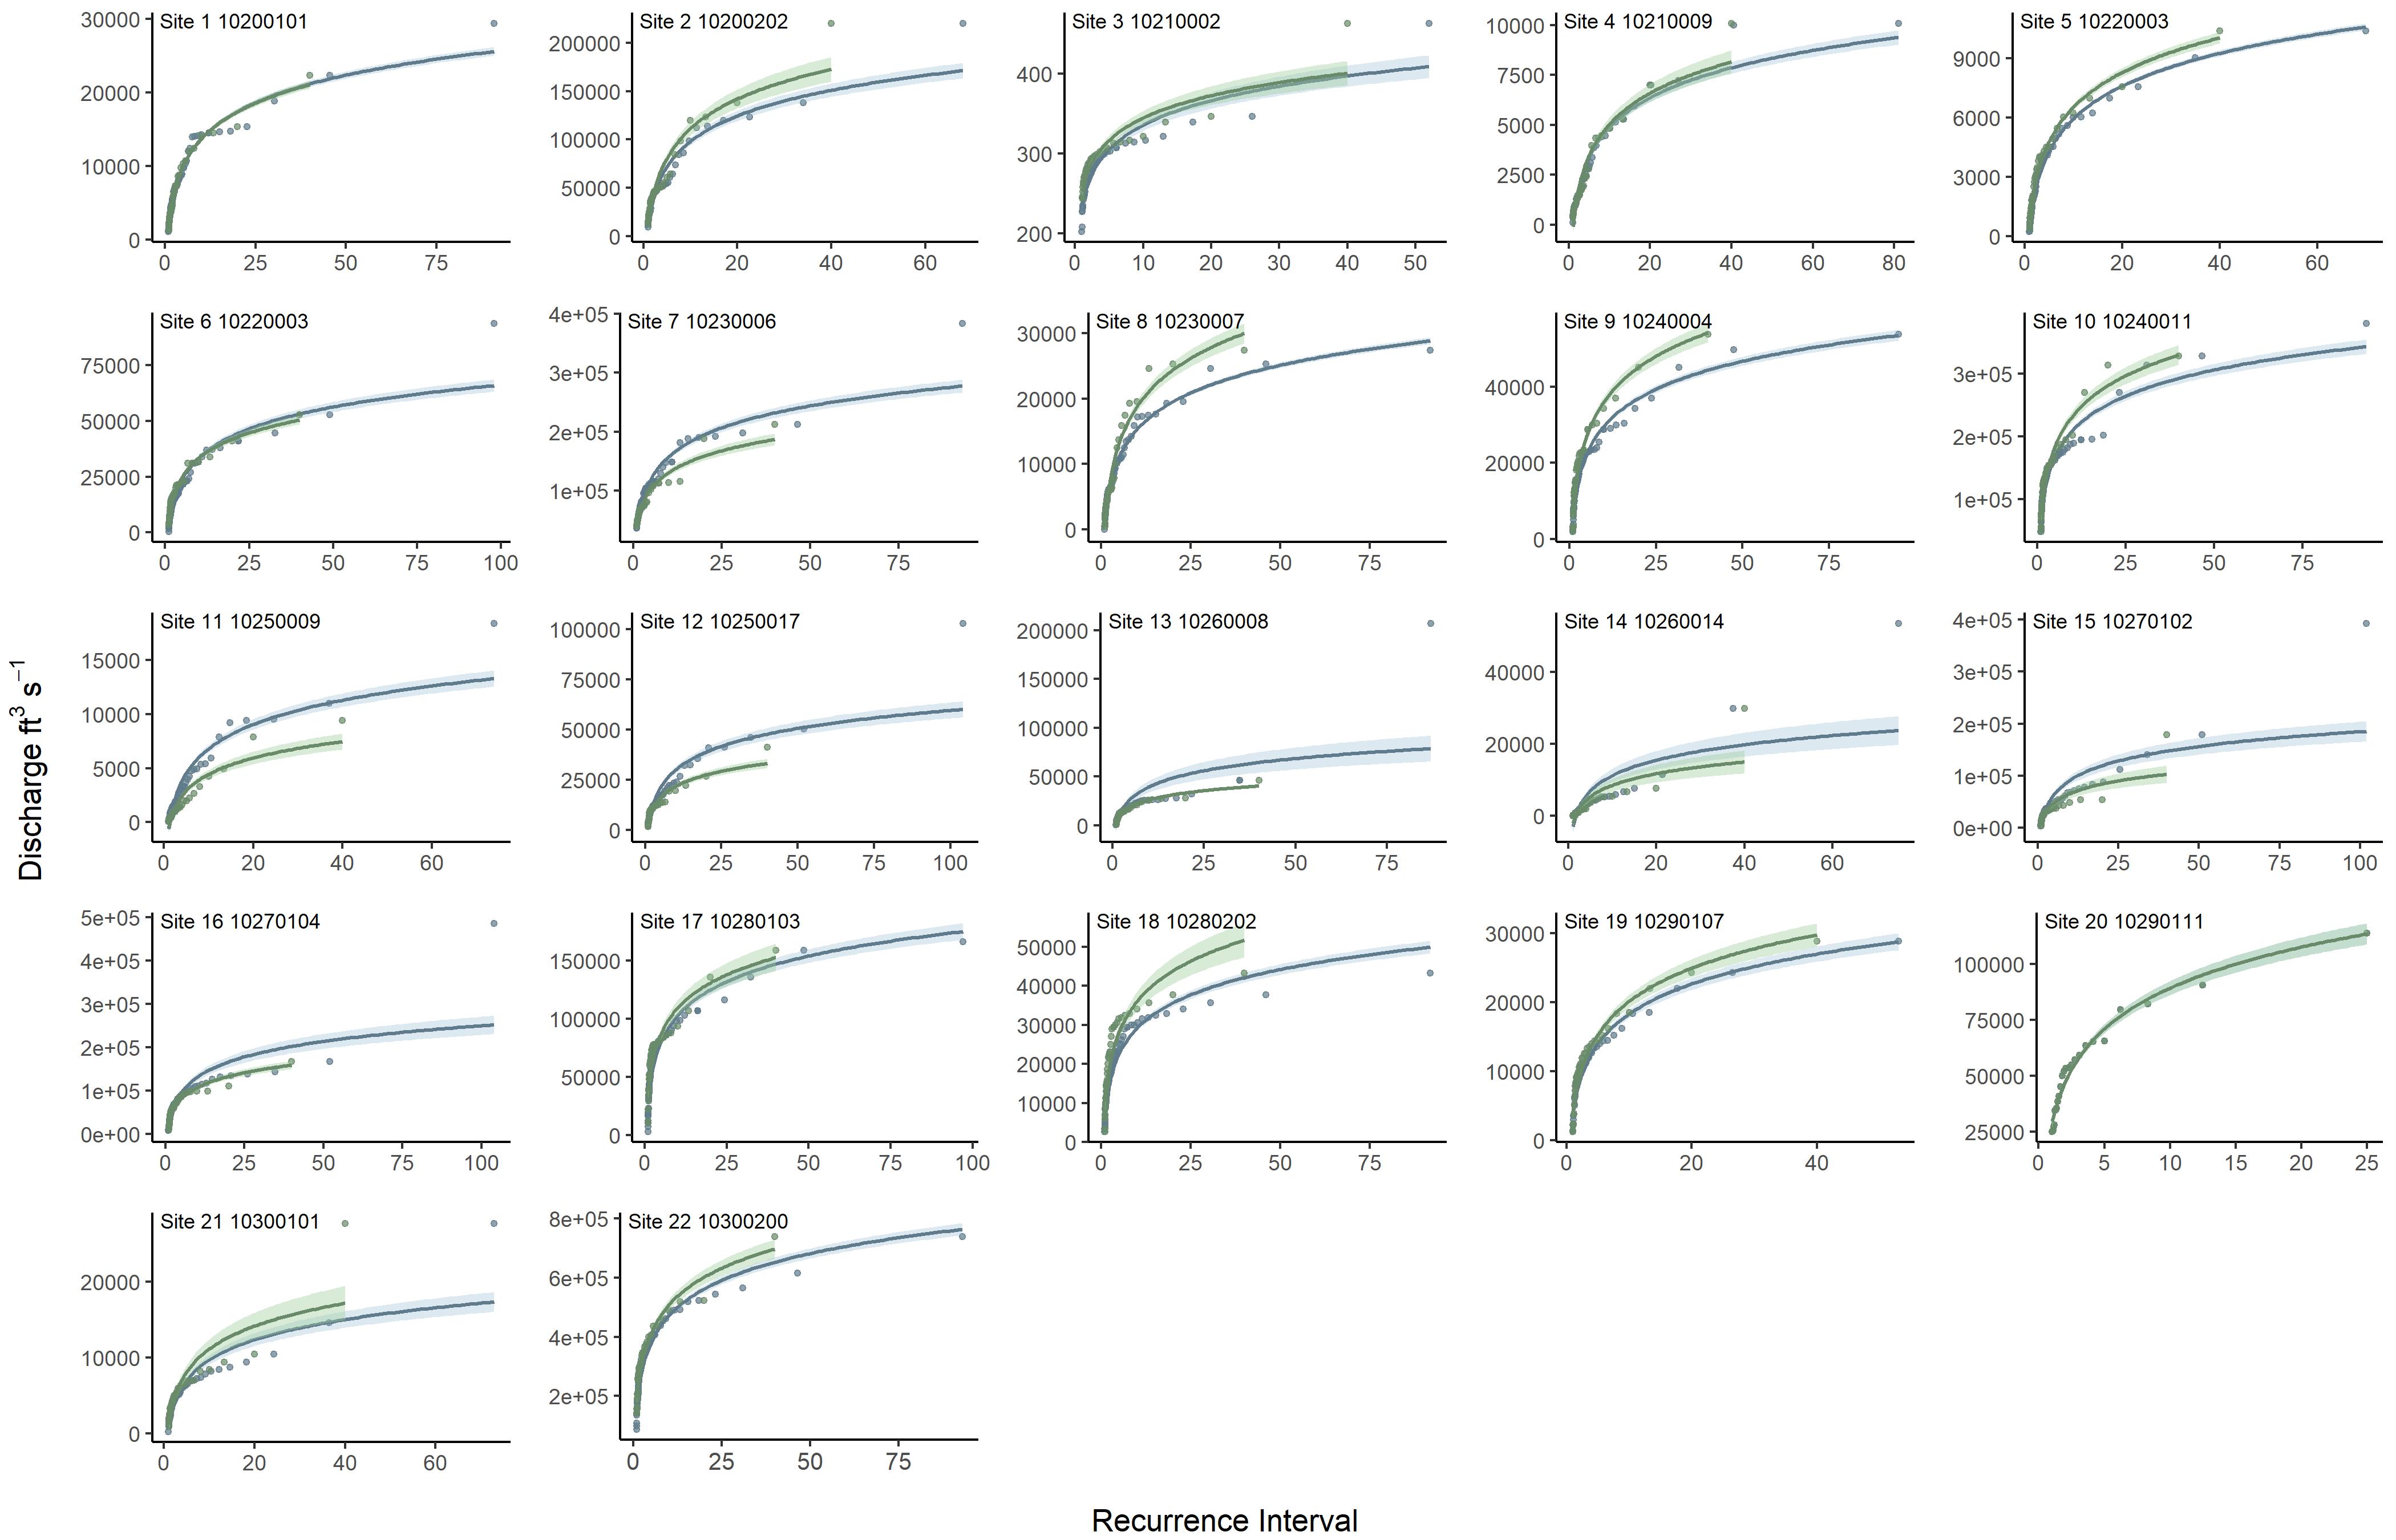 Discharge ft³ s⁻¹
Site 1 10200101
30000
20000
10000
0
0 25 50 75
Site 2 10200202
200000
150000
100000
50000
0
0 20 40 60
Site 3 10210002
400
300
200
0 10 20 30 40 50
Site 4 10210009
10000
7500
5000
2500
0
0 20 40 60 80
Site 5 10220003
9000
6000
3000
0
0 20 40 60
Site 6 10220003
75000
50000
25000
0
0 25 50 75 100
Site 7 10230006
4e+05
3e+05
2e+05
1e+05
0 25 50 75
Site 8 10230007
30000
20000
10000
0
0 25 50 75
Site 9 10240004
40000
20000
0
0 25 50 75
Site 10 10240011
3e+05
2e+05
1e+05
0 25 50 75
Site 11 10250009
15000
10000
5000
0
0 20 40 60
Site 12 10250017
100000
75000
50000
25000
0
0 25 50 75 100
Site 13 10260008
200000
150000
100000
50000
0
0 25 50 75
Site 14 10260014
40000
20000
0
0 20 40 60
Site 15 10270102
4e+05
3e+05
2e+05
1e+05
0e+00
0 25 50 75 100
Site 16 10270104
5e+05
4e+05
3e+05
2e+05
1e+05
0e+00
0 25 50 75 100
Site 17 10280103
150000
100000
50000
0
0 25 50 75 100
Site 18 10280202
50000
40000
30000
20000
10000
0
0 25 50 75
Site 19 10290107
30000
20000
10000
0
0 20 40
Site 20 10290111
100000
75000
50000
25000
0 5 10 15 20 25
Site 21 10300101
20000
10000
0
0 20 40 60
Site 22 10300200
8e+05
6e+05
4e+05
2e+05
0 25 50 75
Recurrence Interval